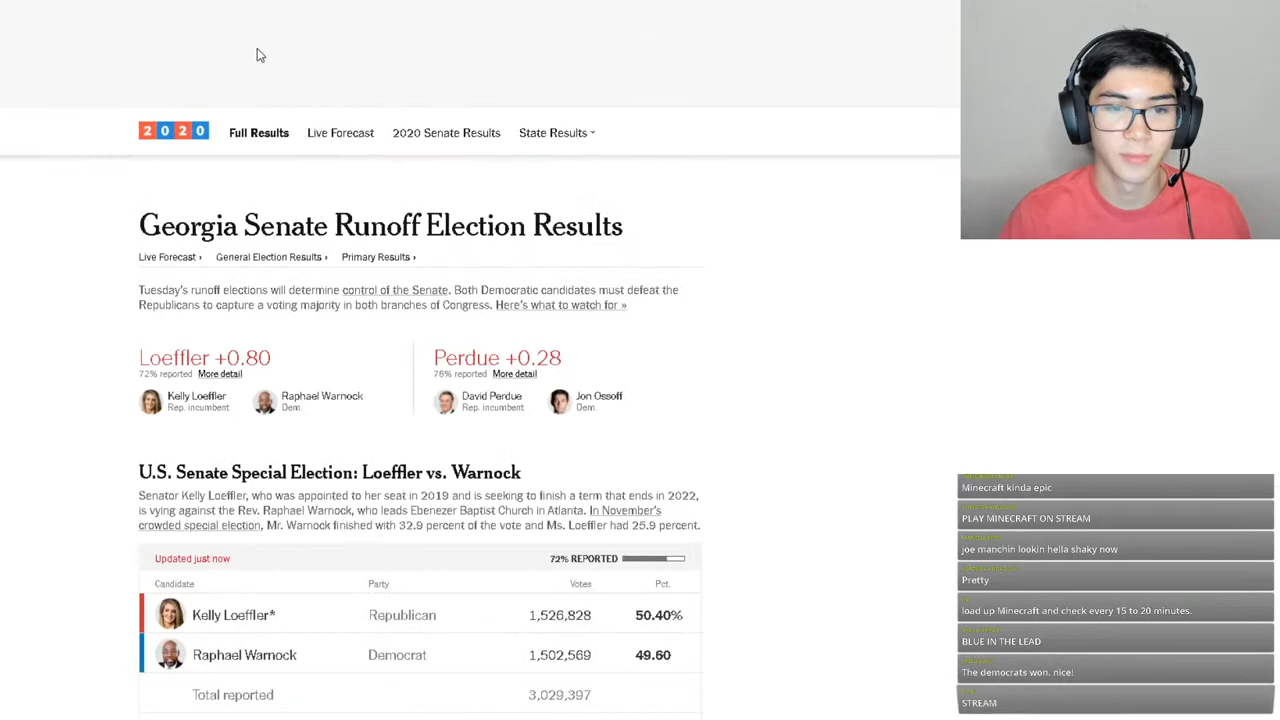 2020 Full Results Live Forecast 2020 Senate Results State Results
Georgia Senate Runoff Election Results
Live Forecast › General Election Results › Primary Results ›
Tuesday's runoff elections will determine control of the Senate. Both Democratic candidates must defeat the
Republicans to capture a voting majority in both branches of Congress. Here's what to watch for »
Loeffler +0.80
72% reported More detail
Kelly Loeffler
Rep. incumbent
Raphael Warnock
Dem.
Perdue +0.28
76% reported More detail
David Perdue
Rep. incumbent
Jon Ossoff
Dem.
U.S. Senate Special Election: Loeffler vs. Warnock
Senator Kelly Loeffler, who was appointed to her seat in 2019 and is seeking to finish a term that ends in 2022,
is vying against the Rev. Raphael Warnock, who leads Ebenezer Baptist Church in Atlanta. In November's
crowded special election, Mr. Warnock finished with 32.9 percent of the vote and Ms. Loeffler had 25.9 percent.
Updated just now 72% REPORTED
Candidate Party Votes Pct.
Kelly Loeffler* Republican 1,526,828 50.40%
Raphael Warnock Democrat 1,502,569 49.60
Total reported 3,029,397
Minecraft kinda epic
PLAY MINECRAFT ON STREAM
joe manchin lookin hella shaky now
Pretty
load up Minecraft and check every 15 to 20 minutes.
BLUE IN THE LEAD
The democrats won. nice!
STREAM